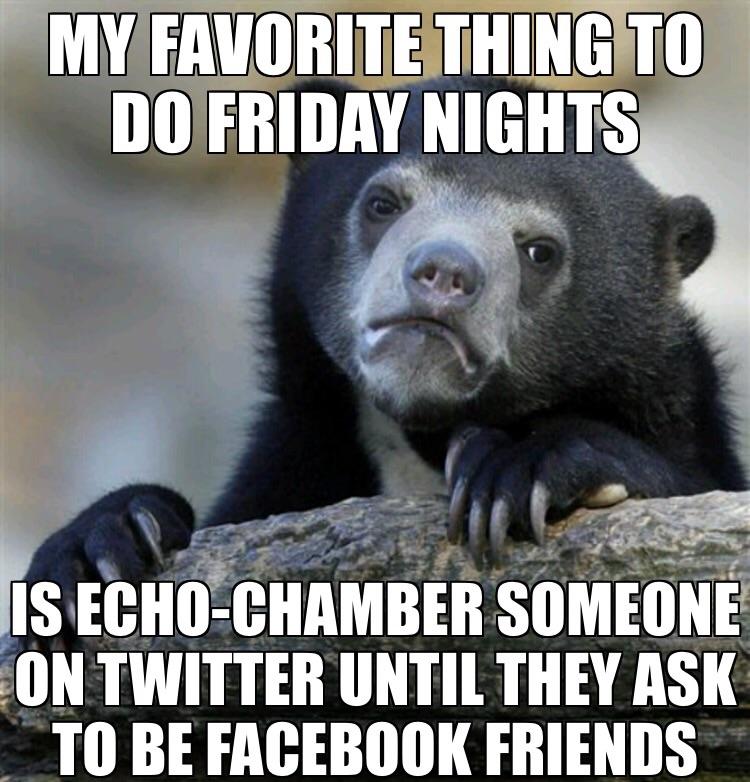 MY FAVORITE THING TO
DO FRIDAY NIGHTS
IS ECHO-CHAMBER SOMEONE
ON TWITTER UNTIL THEY ASK
TO BE FACEBOOK FRIENDS